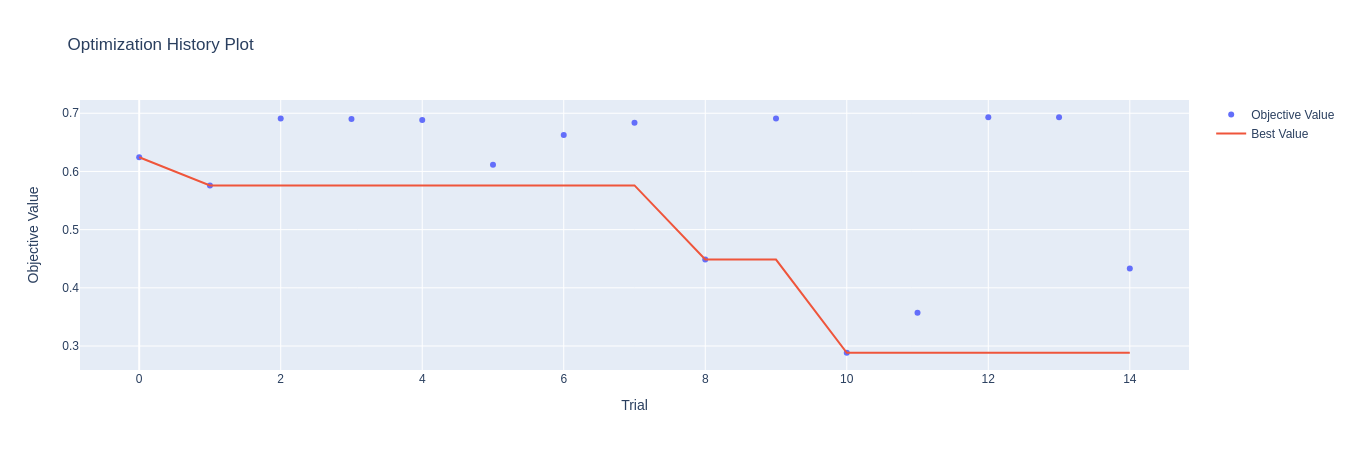 Optimization History Plot
Objective Value
0.7
0.6
0.5
0.4
0.3
0 2 4 6 8 10 12 14
Trial
Objective Value
Best Value